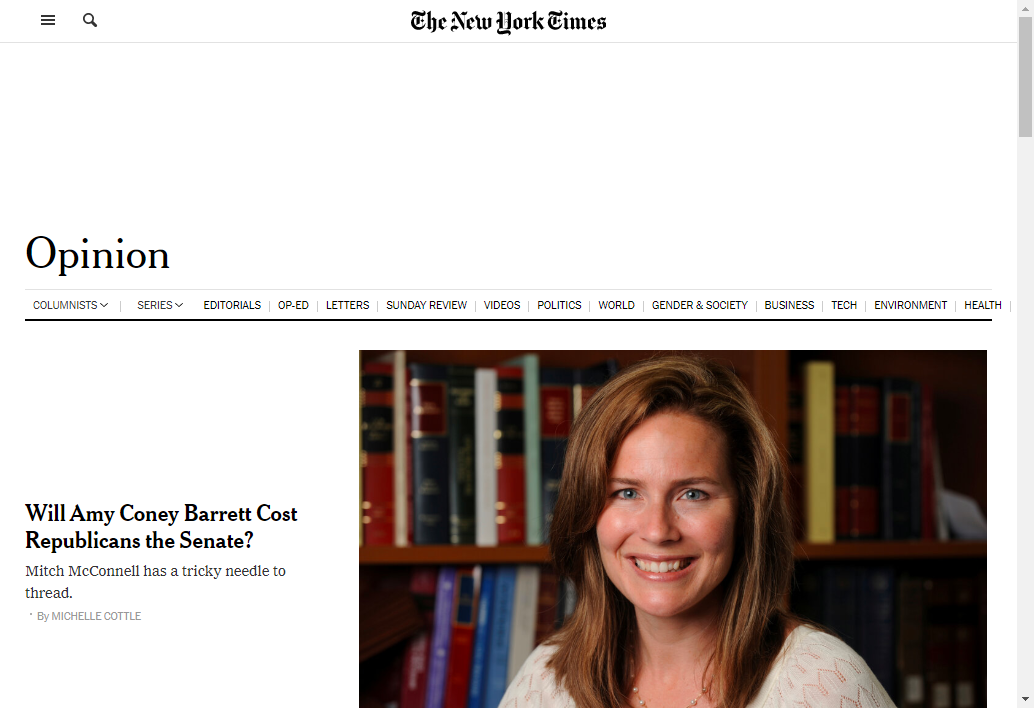 The New York Times
Opinion
COLUMNISTS SERIES EDITORIALS OP-ED LETTERS SUNDAY REVIEW VIDEOS POLITICS WORLD GENDER & SOCIETY BUSINESS TECH ENVIRONMENT HEALTH
Will Amy Coney Barrett Cost
Republicans the Senate?
Mitch McConnell has a tricky needle to
thread.
By MICHELLE COTTLE